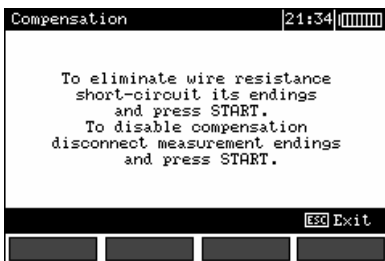 Compensation 21:34
To eliminate wire resistance
short-circuit its endings
and press START.
To disable compensation
disconnect measurement endings
and press START.
ESC Exit